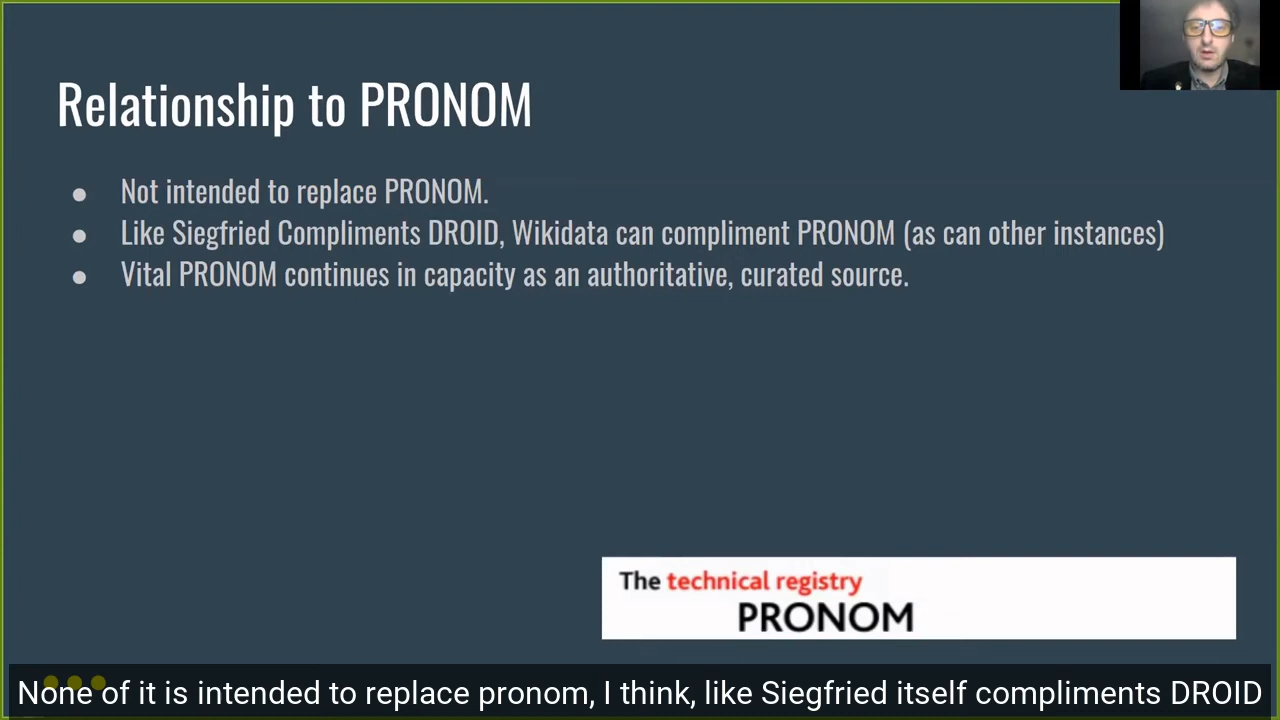 Relationship to PRONOM
● Not intended to replace PRONOM.
● Like Siegfried Compliments DROID, Wikidata can compliment PRONOM (as can other instances)
● Vital PRONOM continues in capacity as an authoritative, curated source.
The technical registry
PRONOM
None of it is intended to replace pronom, I think, like Siegfried itself compliments DROID